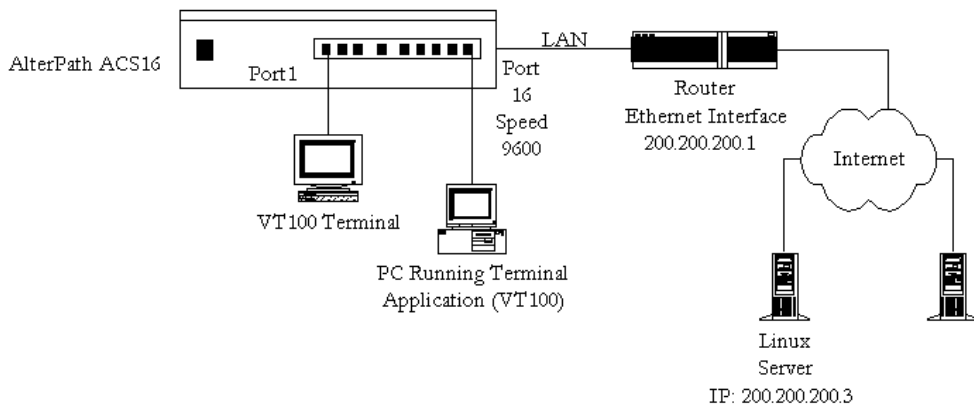 AlterPath ACS16
Port1
LAN
Port
16
Speed
9600
Router
Ethernet Interface
200.200.200.1
Internet
VT100 Terminal
PC Running Terminal
Application (VT100)
Linux
Server
IP: 200.200.200.3